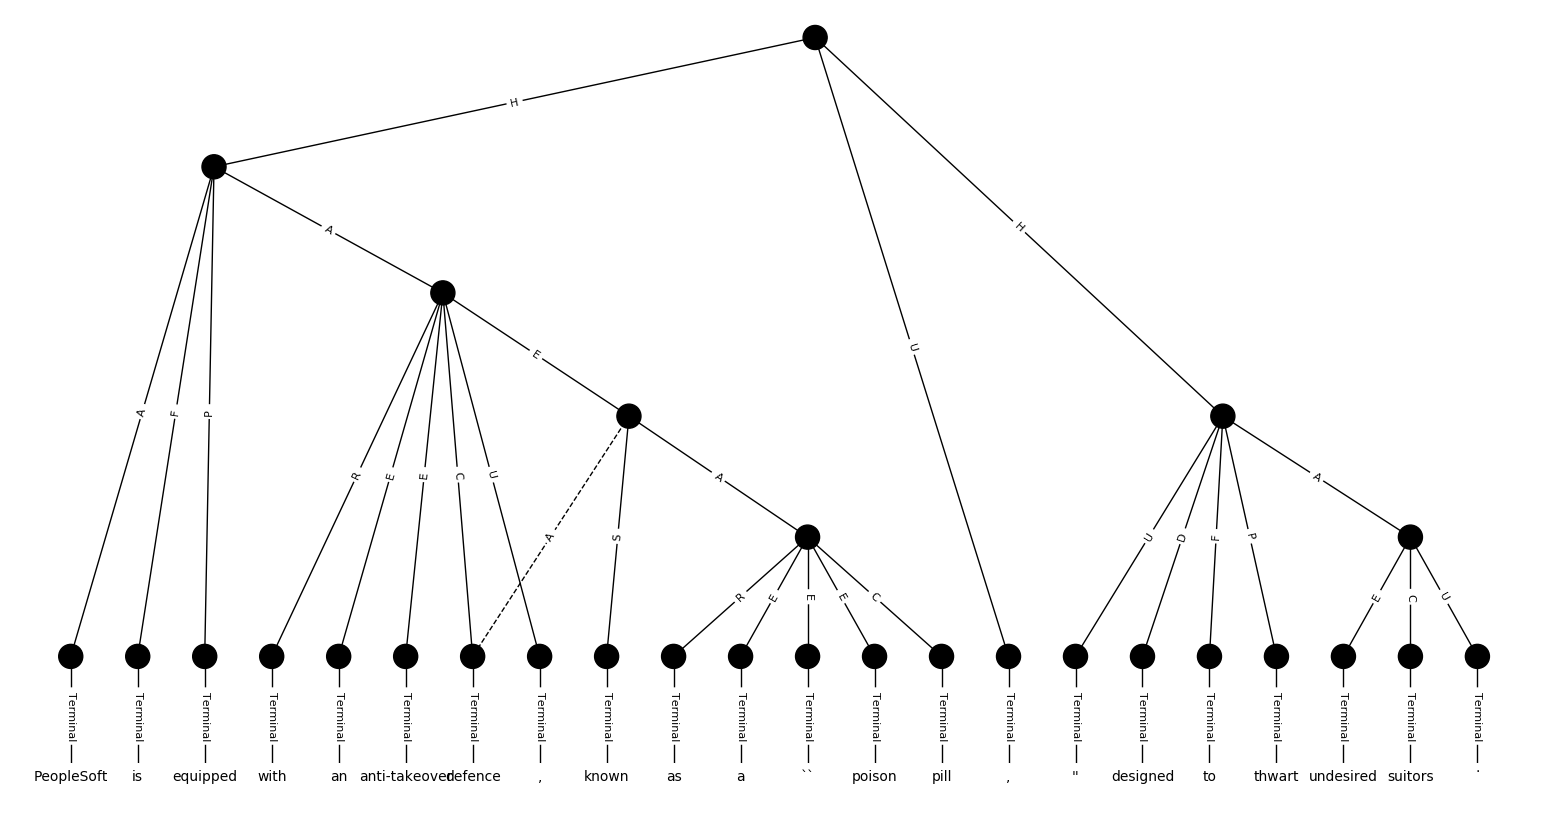 H
A
H
E
U
A F P
R E E C U
A
A
U D F P
A
S
R E E E C
E C U
Terminal Terminal Terminal Terminal Terminal Terminal Terminal Terminal Terminal Terminal Terminal Terminal Terminal Terminal Terminal Terminal Terminal Terminal Terminal Terminal Terminal Terminal
PeopleSoft is equipped with an anti-takeover defence , known as a `` poison pill , " designed to thwart undesired suitors .